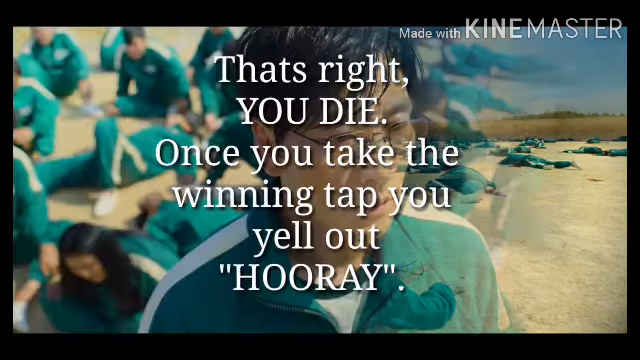 Made with KINEMASTER
Thats right,
YOU DIE.
Once you take the
winning tap you
yell out
"HOORAY".